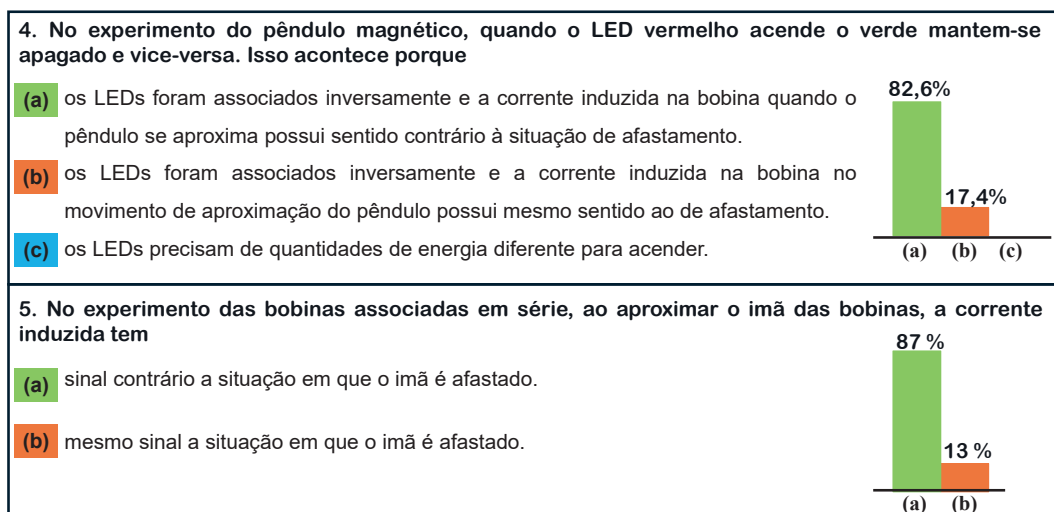 4. No experimento do pêndulo magnético, quando o LED vermelho acende o verde mantem-se
apagado e vice-versa. Isso acontece porque
(a) os LEDs foram associados inversamente e a corrente induzida na bobina quando o
pêndulo se aproxima possui sentido contrário à situação de afastamento.
(b) os LEDs foram associados inversamente e a corrente induzida na bobina no
movimento de aproximação do pêndulo possui mesmo sentido ao de afastamento.
(c) os LEDs precisam de quantidades de energia diferente para acender.
82,6%
17,4%
(a) (b) (c)
5. No experimento das bobinas associadas em série, ao aproximar o imã das bobinas, a corrente
induzida tem
(a) sinal contrário a situação em que o imã é afastado.
(b) mesmo sinal a situação em que o imã é afastado.
87 %
13 %
(a) (b)